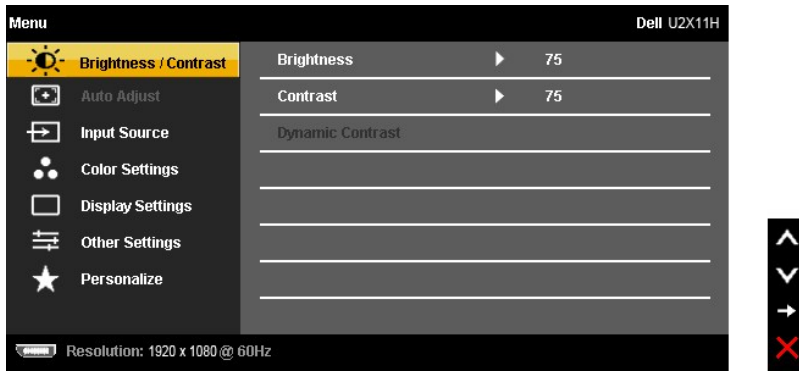 Menu Dell U2X11H
Brightness / Contrast Brightness 75
Auto Adjust Contrast 75
Input Source Dynamic Contrast
Color Settings
Display Settings
Other Settings
Personalize
Resolution: 1920 x 1080 @ 60Hz